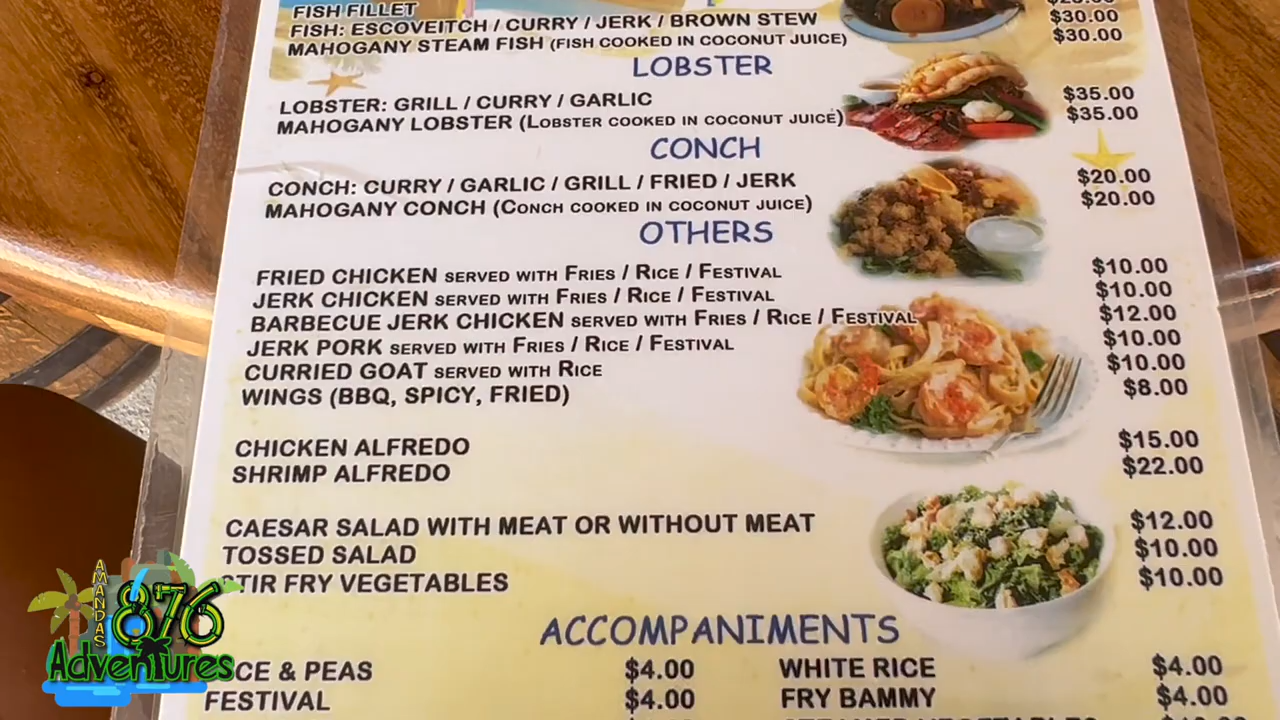 FISH FILLET
FISH: ESCOVEITCH / CURRY / JERK / BROWN STEW $30.00
MAHOGANY STEAM FISH (FISH COOKED IN COCONUT JUICE) $30.00
LOBSTER
LOBSTER: GRILL / CURRY / GARLIC $35.00
MAHOGANY LOBSTER (LOBSTER COOKED IN COCONUT JUICE) $35.00
CONCH
CONCH: CURRY / GARLIC / GRILL / FRIED / JERK $20.00
MAHOGANY CONCH (CONCH COOKED IN COCONUT JUICE) $20.00
OTHERS
FRIED CHICKEN SERVED WITH FRIES / RICE / FESTIVAL $10.00
JERK CHICKEN SERVED WITH FRIES / RICE / FESTIVAL $10.00
BARBECUE JERK CHICKEN SERVED WITH FRIES / RICE / FESTIVAL $12.00
JERK PORK SERVED WITH FRIES / RICE / FESTIVAL $10.00
CURRIED GOAT SERVED WITH RICE $10.00
WINGS (BBQ, SPICY, FRIED) $8.00
CHICKEN ALFREDO $15.00
SHRIMP ALFREDO $22.00
CAESAR SALAD WITH MEAT OR WITHOUT MEAT $12.00
TOSSED SALAD $10.00
STIR FRY VEGETABLES $10.00
ACCOMPANIMENTS
RICE & PEAS $4.00 WHITE RICE $4.00
FESTIVAL $4.00 FRY BAMMY $4.00
AMANDAS
876
Adventures